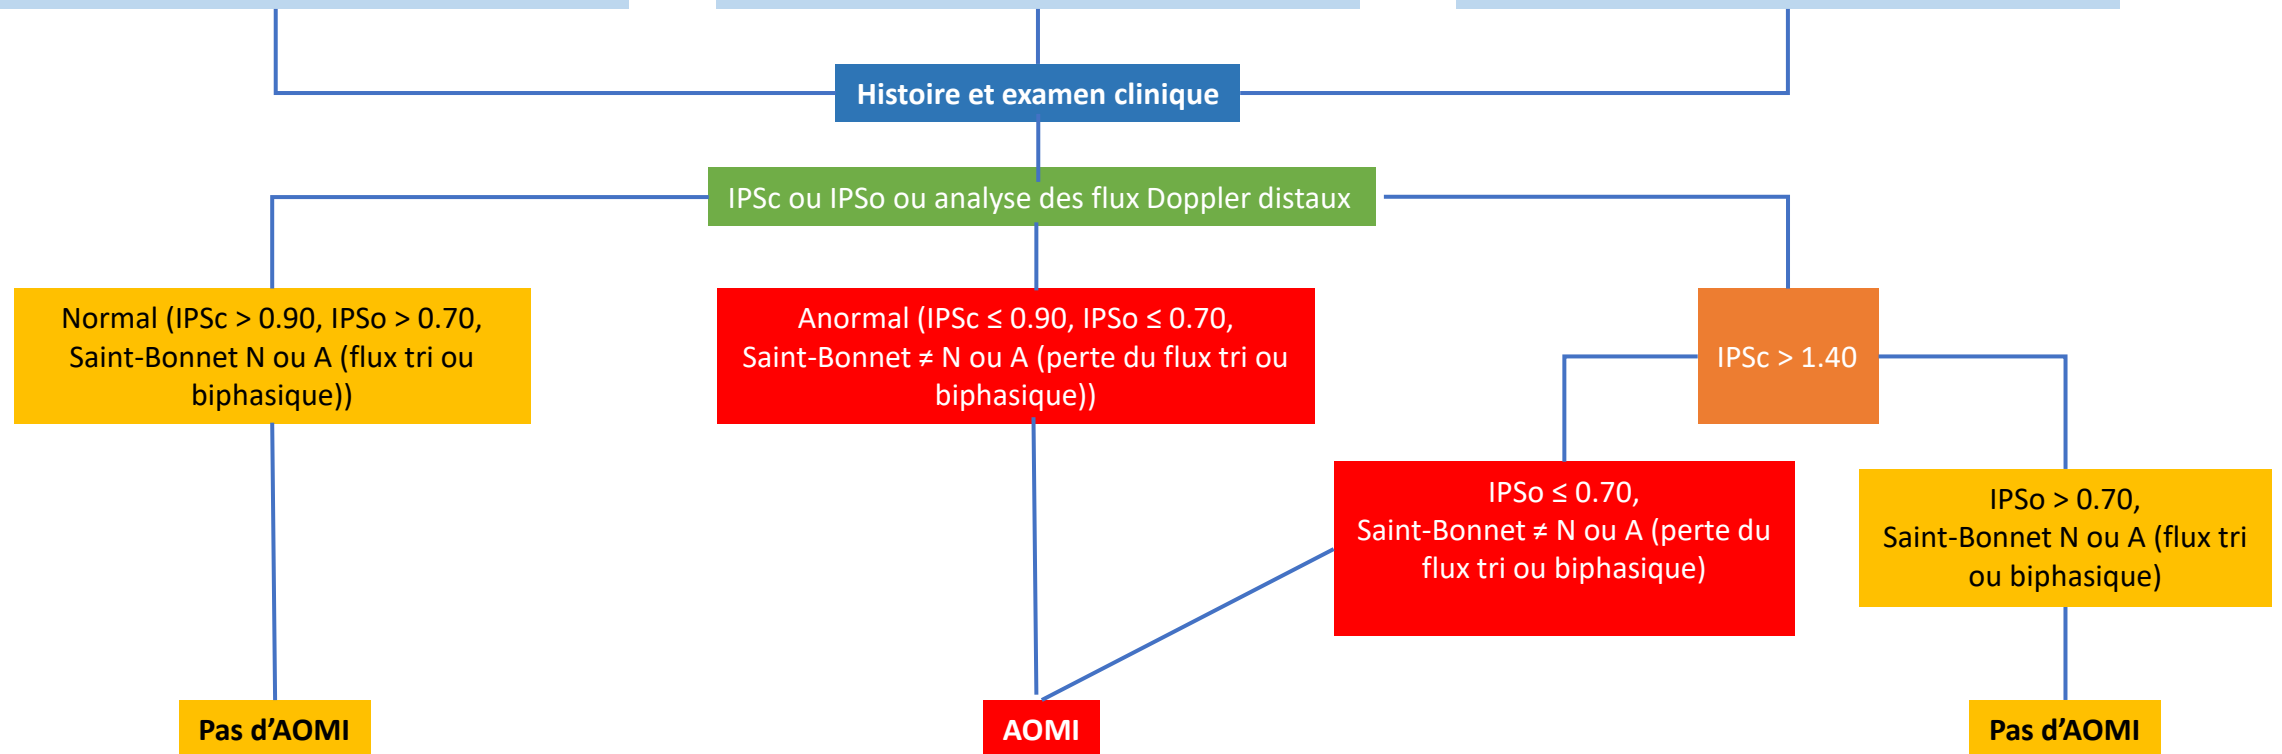 Histoire et examen clinique
IPSc ou IPSo ou analyse des flux Doppler distaux
Normal (IPSc > 0.90, IPSo > 0.70,
Saint-Bonnet N ou A (flux tri ou
biphasique))
Anormal (IPSc ≤ 0.90, IPSo ≤ 0.70,
Saint-Bonnet ≠ N ou A (perte du flux tri ou
biphasique))
IPSc > 1.40
IPSo ≤ 0.70,
Saint-Bonnet ≠ N ou A (perte du
flux tri ou biphasique)
IPSo > 0.70,
Saint-Bonnet N ou A (flux tri
ou biphasique)
Pas d’AOMI
AOMI
Pas d’AOMI